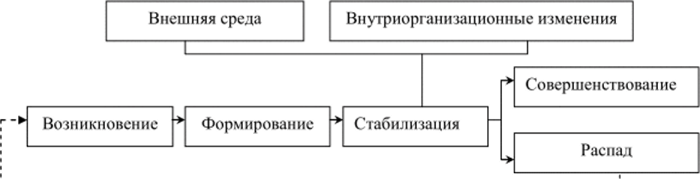 Внешняя среда
Внутриорганизационные изменения
Совершенствование
Возникновение
Формирование
Стабилизация
Распад